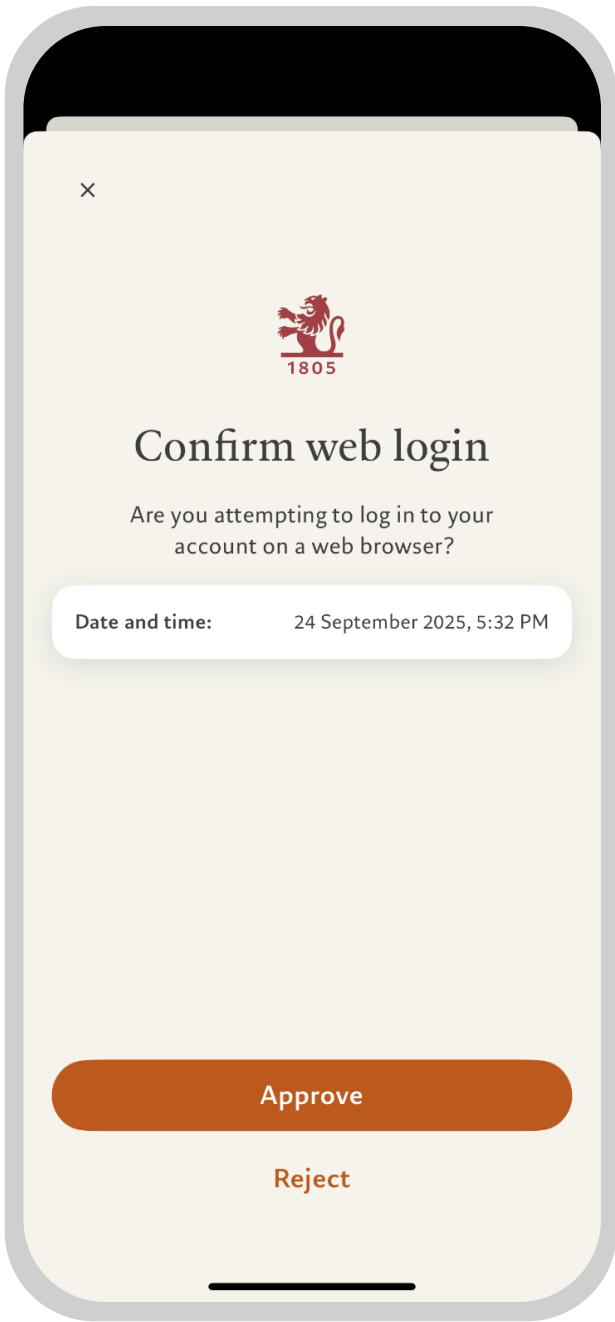 1805
Confirm web login
Are you attempting to log in to your
account on a web browser?
Date and time: 24 September 2025, 5:32 PM
Approve
Reject